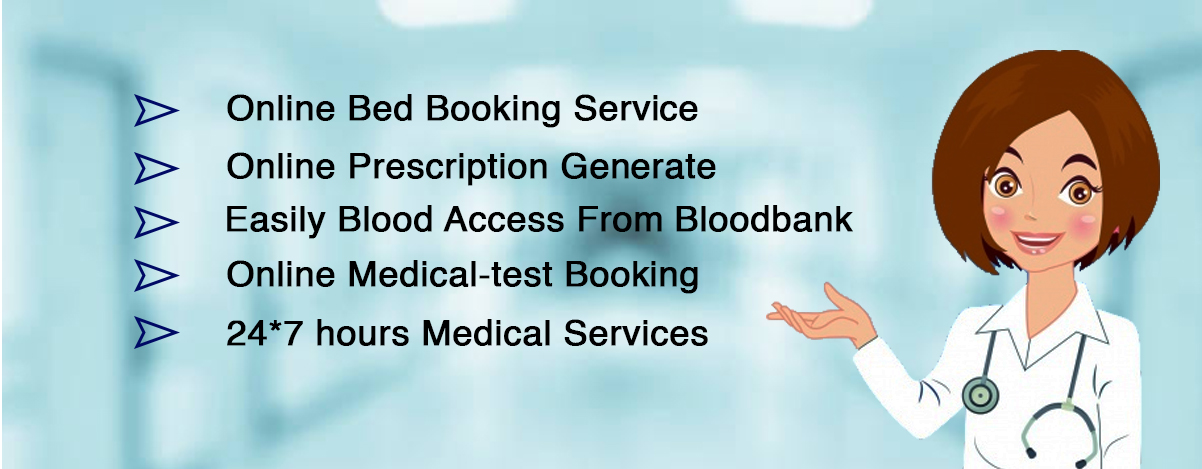 Online Bed Booking Service
Online Prescription Generate
Easily Blood Access From Bloodbank
Online Medical-test Booking
24*7 hours Medical Services